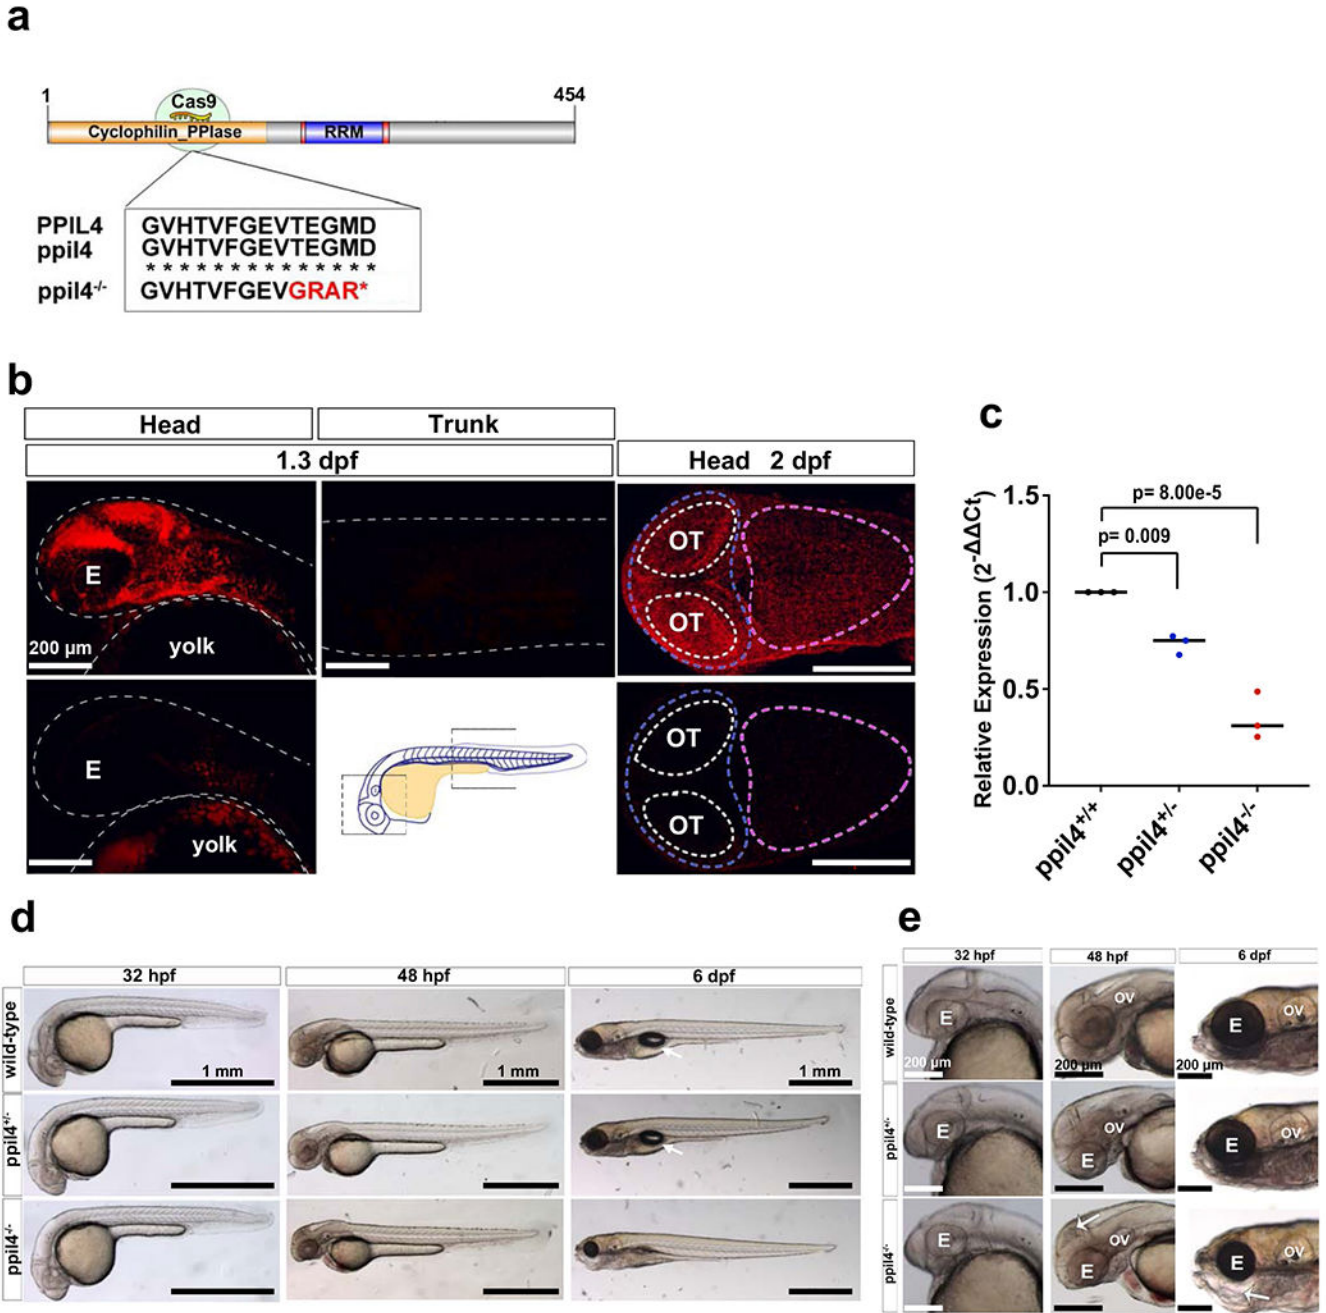 a
1
454
Cas9
Cyclophilin_PPIase
RRM
PPIL4 GVHTVFGEVTEGMD
ppil4 GVHTVFGEVTEGMD
**************
ppil4-/- GVHTVFGEVGRAR*
b
Head
Trunk
1.3 dpf
Head 2 dpf
E
200 µm
yolk
OT
OT
E
yolk
OT
OT
c
Relative Expression (2-ΔΔCt)
1.5
1.0
0.5
0.0
p= 8.00e-5
p= 0.009
ppil4+/+
ppil4+/-
ppil4-/-
d
32 hpf
48 hpf
6 dpf
wild-type
1 mm
1 mm
1 mm
ppil4+/-
ppil4-/-
e
32 hpf
48 hpf
6 dpf
wild-type
E
200 µm
OV
200 µm
E
OV
200 µm
ppil4+/-
E
OV
E
E
OV
ppil4-/-
E
OV
E
E
OV